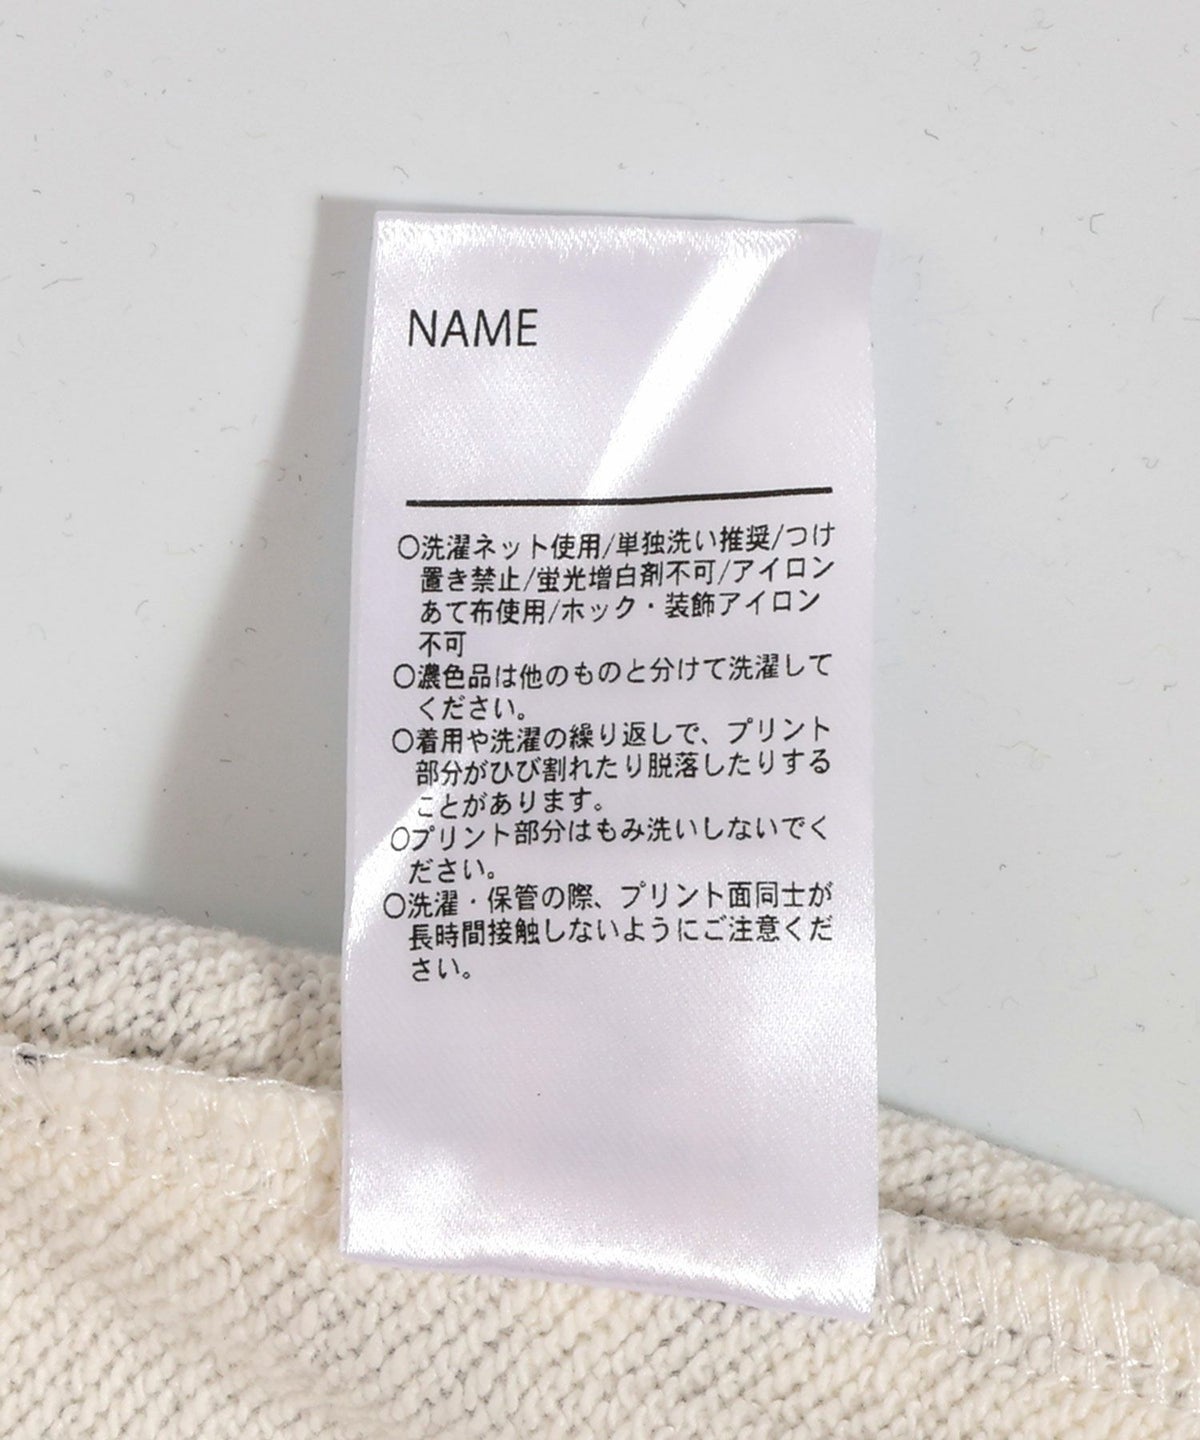 NAME
○洗濯ネット使用/単独洗い推奨/つけ
置き禁止/蛍光増白剤不可/アイロン
あて布使用/ホック・装飾アイロン
不可
○濃色品は他のものと分けて洗濯して
ください。
○着用や洗濯の繰り返しで、プリント
部分がひび割れたり脱落したりする
ことがあります。
○プリント部分はもみ洗いしないでく
ださい。
○洗濯・保管の際、プリント面同士が
長時間接触しないようにご注意くだ
さい。